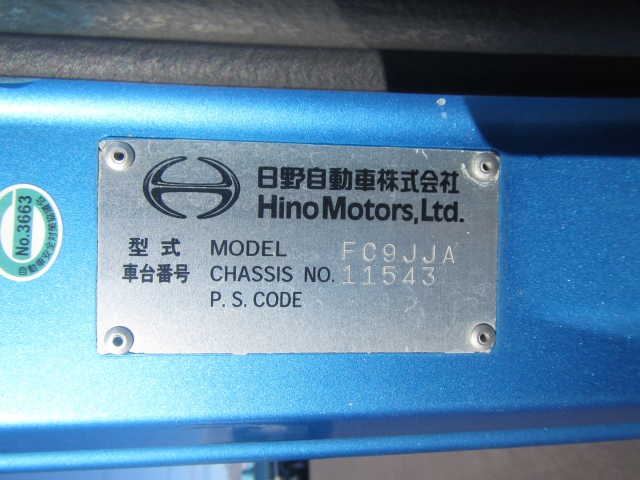 日野自動車株式会社
Hino Motors, Ltd.
型式 MODEL FC9JJA
車台番号 CHASSIS NO. 11543
P. S. CODE
No.3663